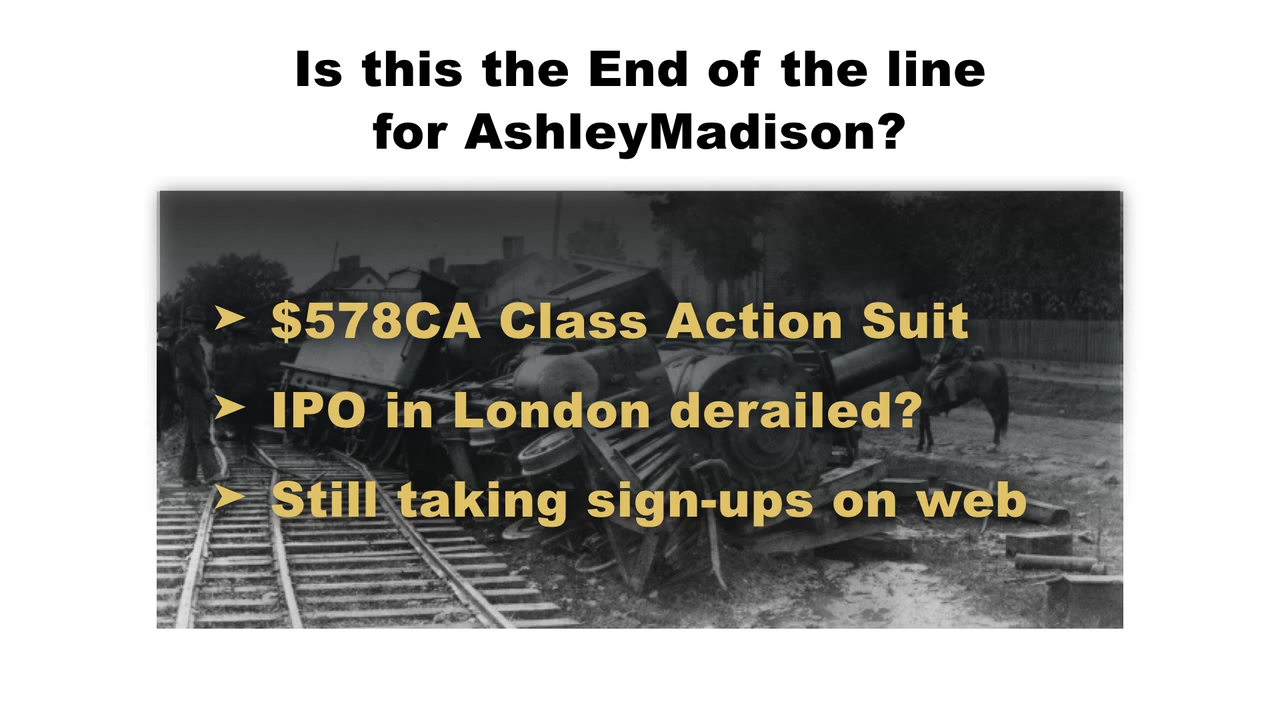 Is this the End of the line
for AshleyMadison?
➤ $578CA Class Action Suit
➤ IPO in London derailed?
➤ Still taking sign-ups on web